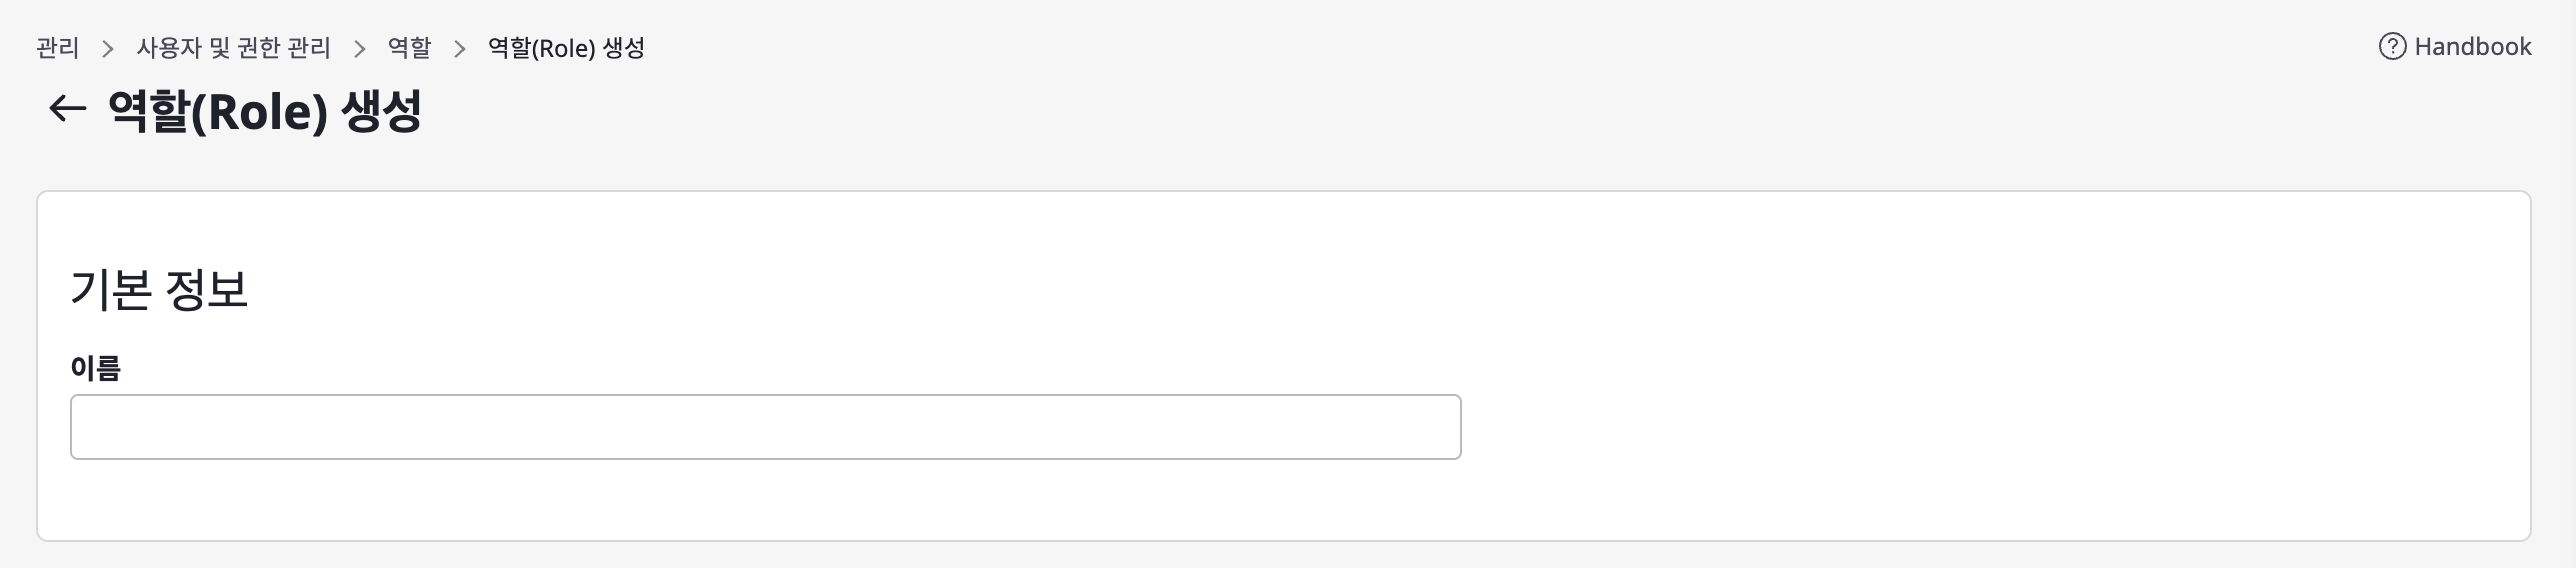 관리 > 사용자 및 권한 관리 > 역할 > 역할(Role) 생성
Handbook
← 역할(Role) 생성
기본 정보
이름